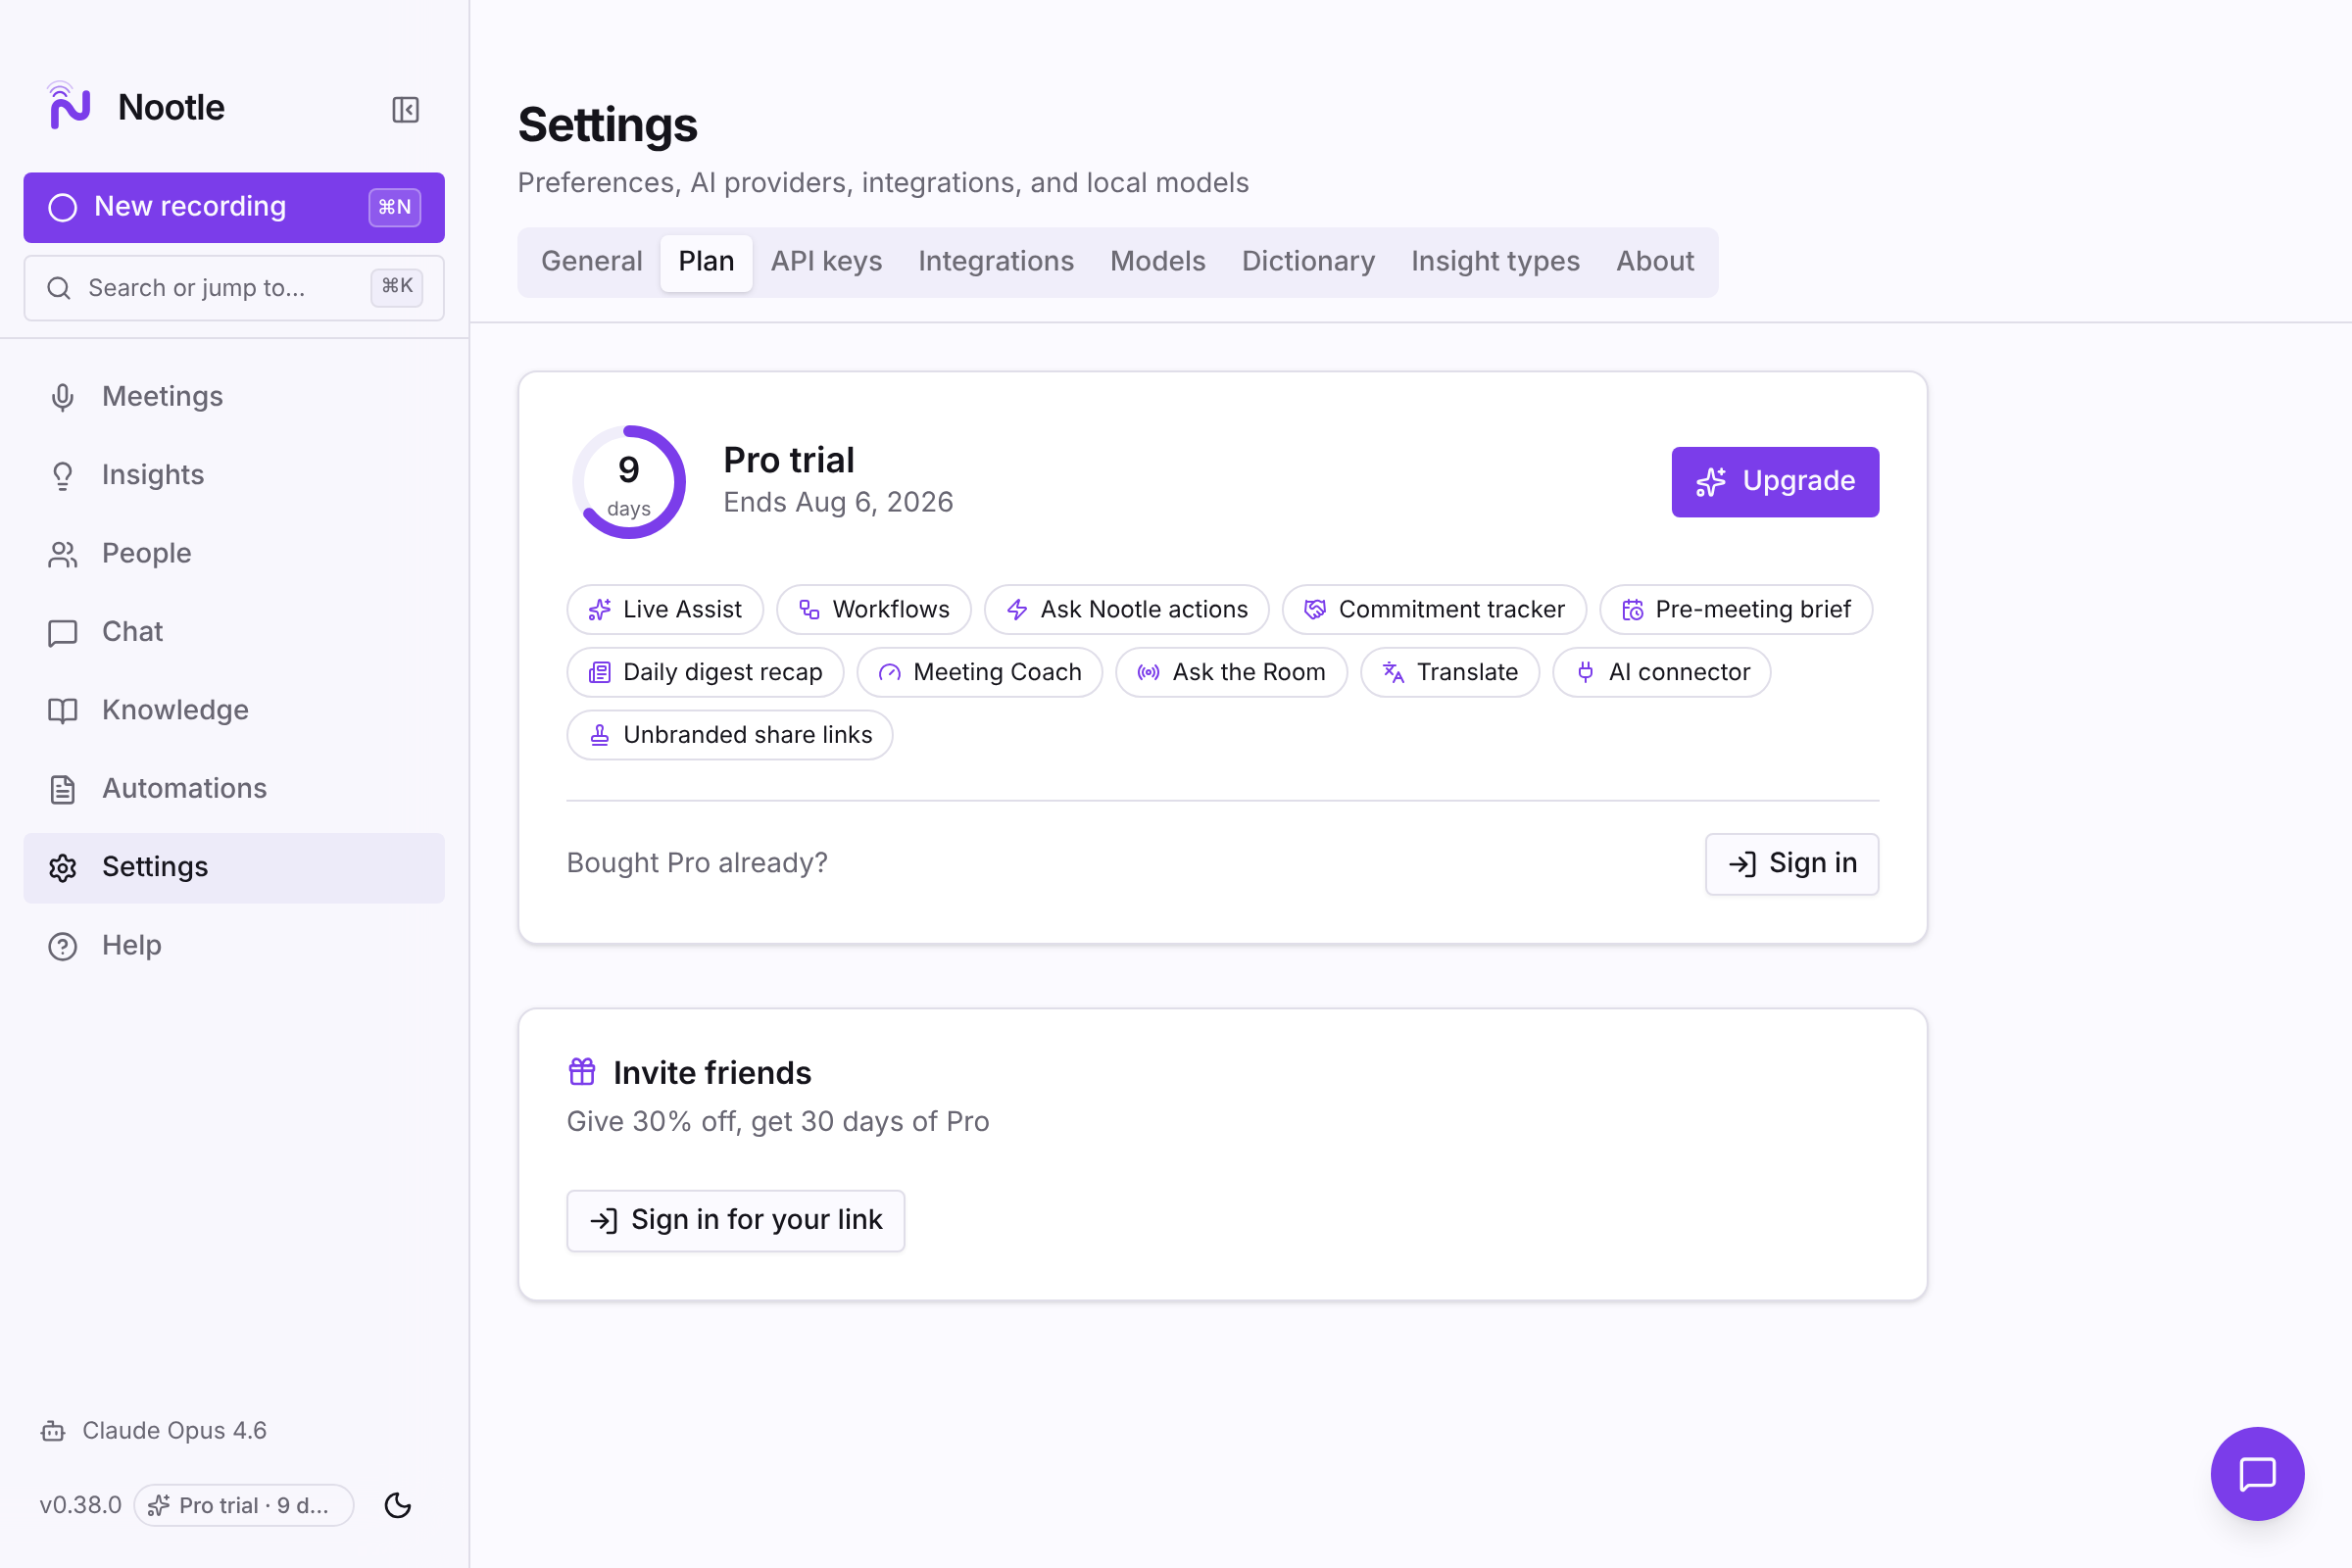 Nootle
New recording ⌘N
Search or jump to... ⌘K
Meetings
Insights
People
Chat
Knowledge
Automations
Settings
Help
Claude Opus 4.6
v0.38.0 Pro trial · 9 d...
Settings
Preferences, AI providers, integrations, and local models
General Plan API keys Integrations Models Dictionary Insight types About
9
days
Pro trial
Ends Aug 6, 2026
Upgrade
Live Assist Workflows Ask Nootle actions Commitment tracker Pre-meeting brief
Daily digest recap Meeting Coach Ask the Room Translate AI connector
Unbranded share links
Bought Pro already? Sign in
Invite friends
Give 30% off, get 30 days of Pro
Sign in for your link